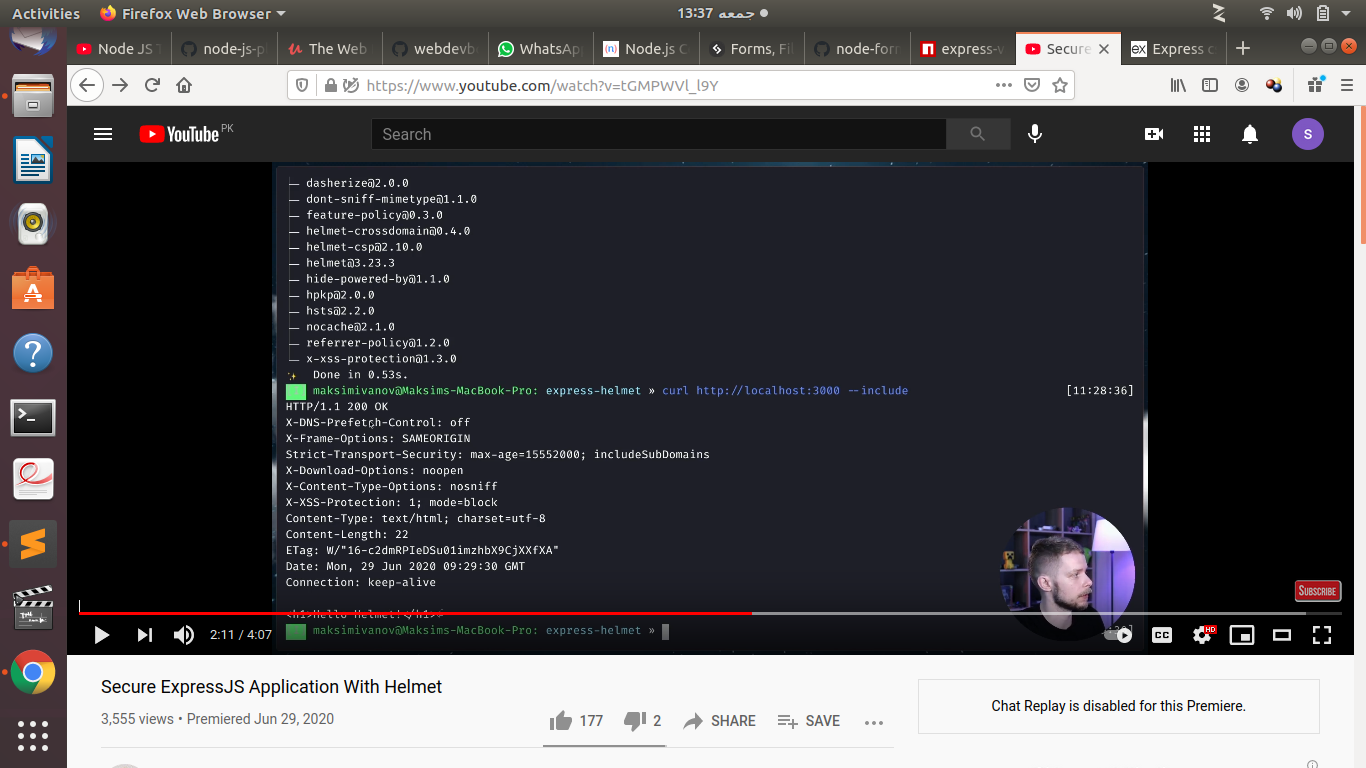 Activities
Firefox Web Browser
جمعه 13:37
Node JS T
node-js-p
The Web
webdevb
WhatsAp
Node.js C
Forms, Fil
node-forr
express-v
Secure
Express c
https://www.youtube.com/watch?v=tGMPWVl_l9Y
YouTube PK
Search
S
dasherize@2.0.0
dont-sniff-mimetype@1.1.0
feature-policy@0.3.0
helmet-crossdomain@0.4.0
helmet-csp@2.10.0
helmet@3.23.3
hide-powered-by@1.1.0
hpkp@2.0.0
hsts@2.2.0
nocache@2.1.0
referrer-policy@1.2.0
x-xss-protection@1.3.0
Done in 0.53s.
maksimivanov@Maksims-MacBook-Pro: express-helmet » curl http://localhost:3000 --include [11:28:36]
HTTP/1.1 200 OK
X-DNS-Prefetch-Control: off
X-Frame-Options: SAMEORIGIN
Strict-Transport-Security: max-age=15552000; includeSubDomains
X-Download-Options: noopen
X-Content-Type-Options: nosniff
X-XSS-Protection: 1; mode=block
Content-Type: text/html; charset=utf-8
Content-Length: 22
ETag: W/"16-c2dmRPIeDSu01imzhbX9CjXXfXA"
Date: Mon, 29 Jun 2020 09:29:30 GMT
Connection: keep-alive
<h1>Hello Helmet!</h1>
SUBSCRIBE
2:11 / 4:07
maksimivanov@Maksims-MacBook-Pro: express-helmet »
CC
HD
Secure ExpressJS Application With Helmet
3,555 views • Premiered Jun 29, 2020
177
2
SHARE
SAVE
Chat Replay is disabled for this Premiere.